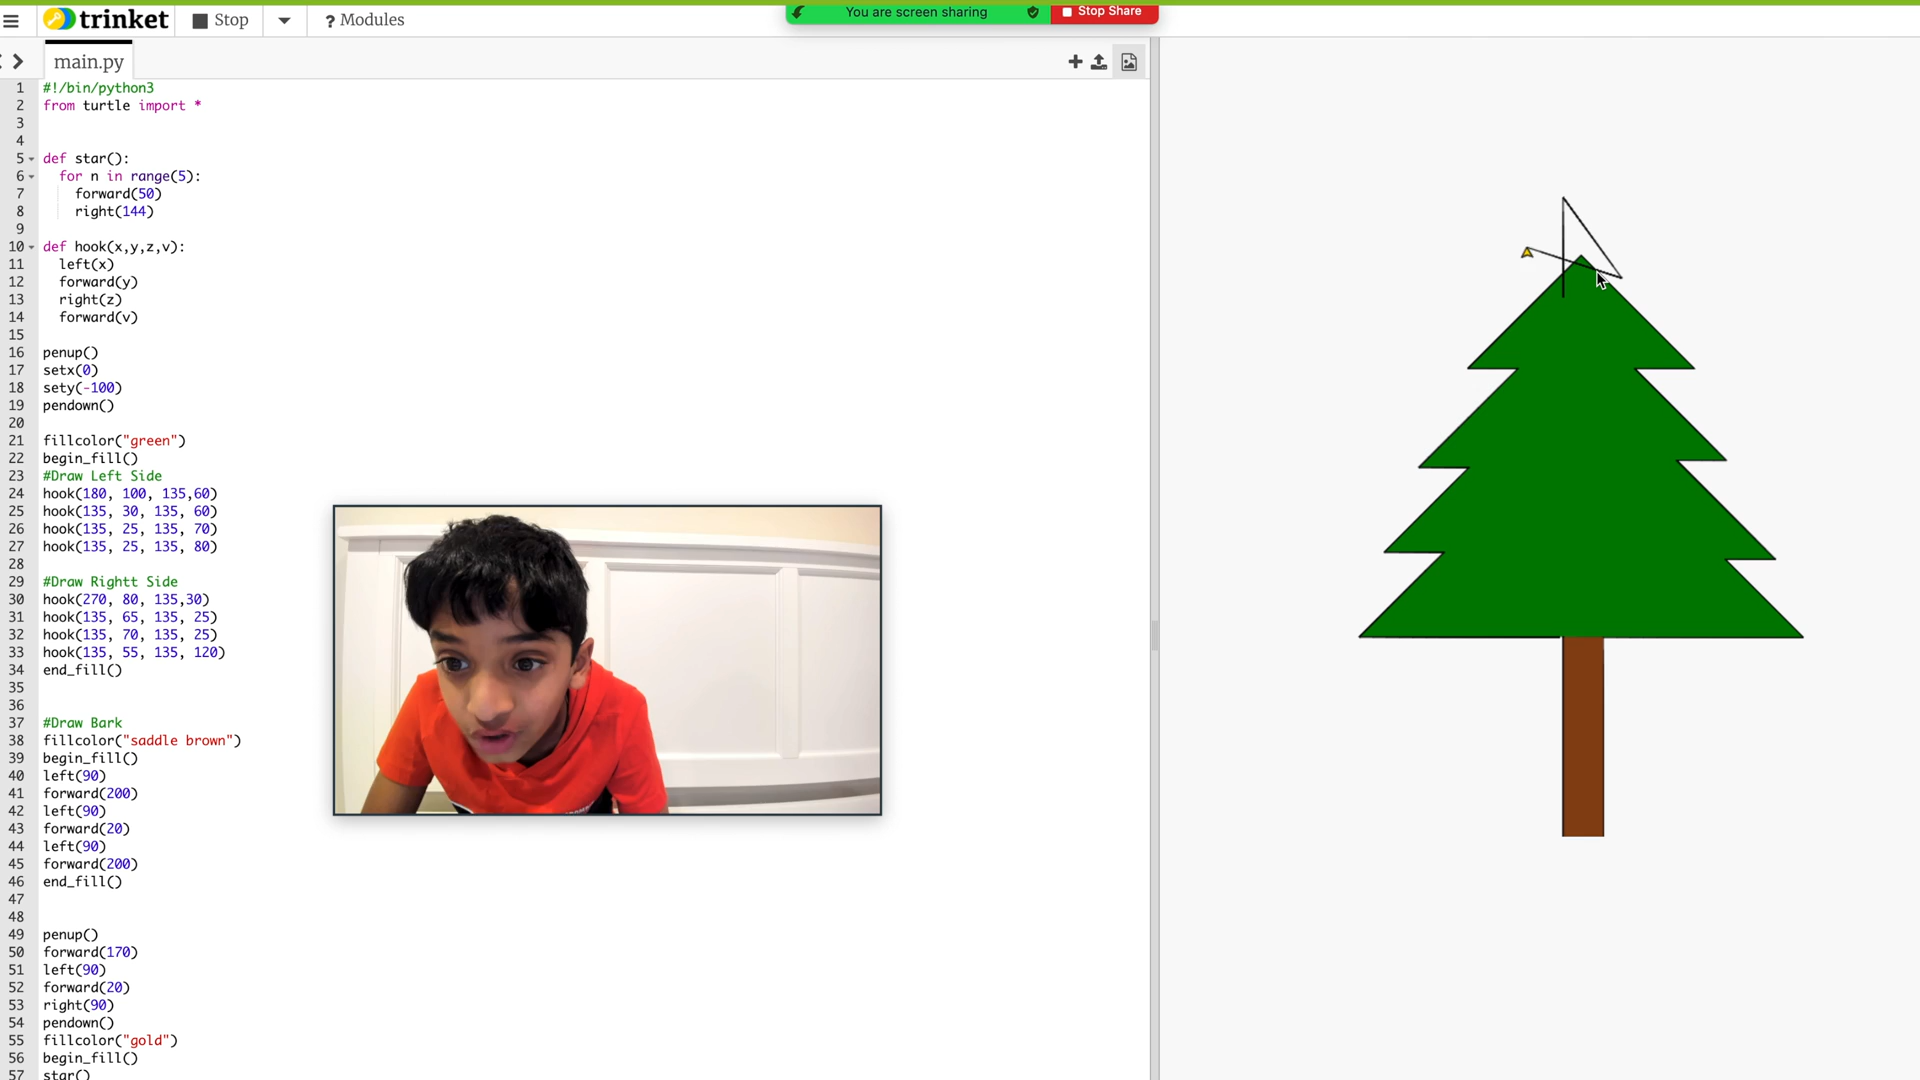 trinket
Stop
? Modules
You are screen sharing
Stop Share
main.py
1 #!/bin/python3
2 from turtle import *
3
4
5 def star():
6 for n in range(5):
7 forward(50)
8 right(144)
9
10 def hook(x,y,z,v):
11 left(x)
12 forward(y)
13 right(z)
14 forward(v)
15
16 penup()
17 setx(0)
18 sety(-100)
19 pendown()
20
21 fillcolor("green")
22 begin_fill()
23 #Draw Left Side
24 hook(180, 100, 135,60)
25 hook(135, 30, 135, 60)
26 hook(135, 25, 135, 70)
27 hook(135, 25, 135, 80)
28
29 #Draw Rightt Side
30 hook(270, 80, 135,30)
31 hook(135, 65, 135, 25)
32 hook(135, 70, 135, 25)
33 hook(135, 55, 135, 120)
34 end_fill()
35
36
37 #Draw Bark
38 fillcolor("saddle brown")
39 begin_fill()
40 left(90)
41 forward(200)
42 left(90)
43 forward(20)
44 left(90)
45 forward(200)
46 end_fill()
47
48
49 penup()
50 forward(170)
51 left(90)
52 forward(20)
53 right(90)
54 pendown()
55 fillcolor("gold")
56 begin_fill()
57 star()